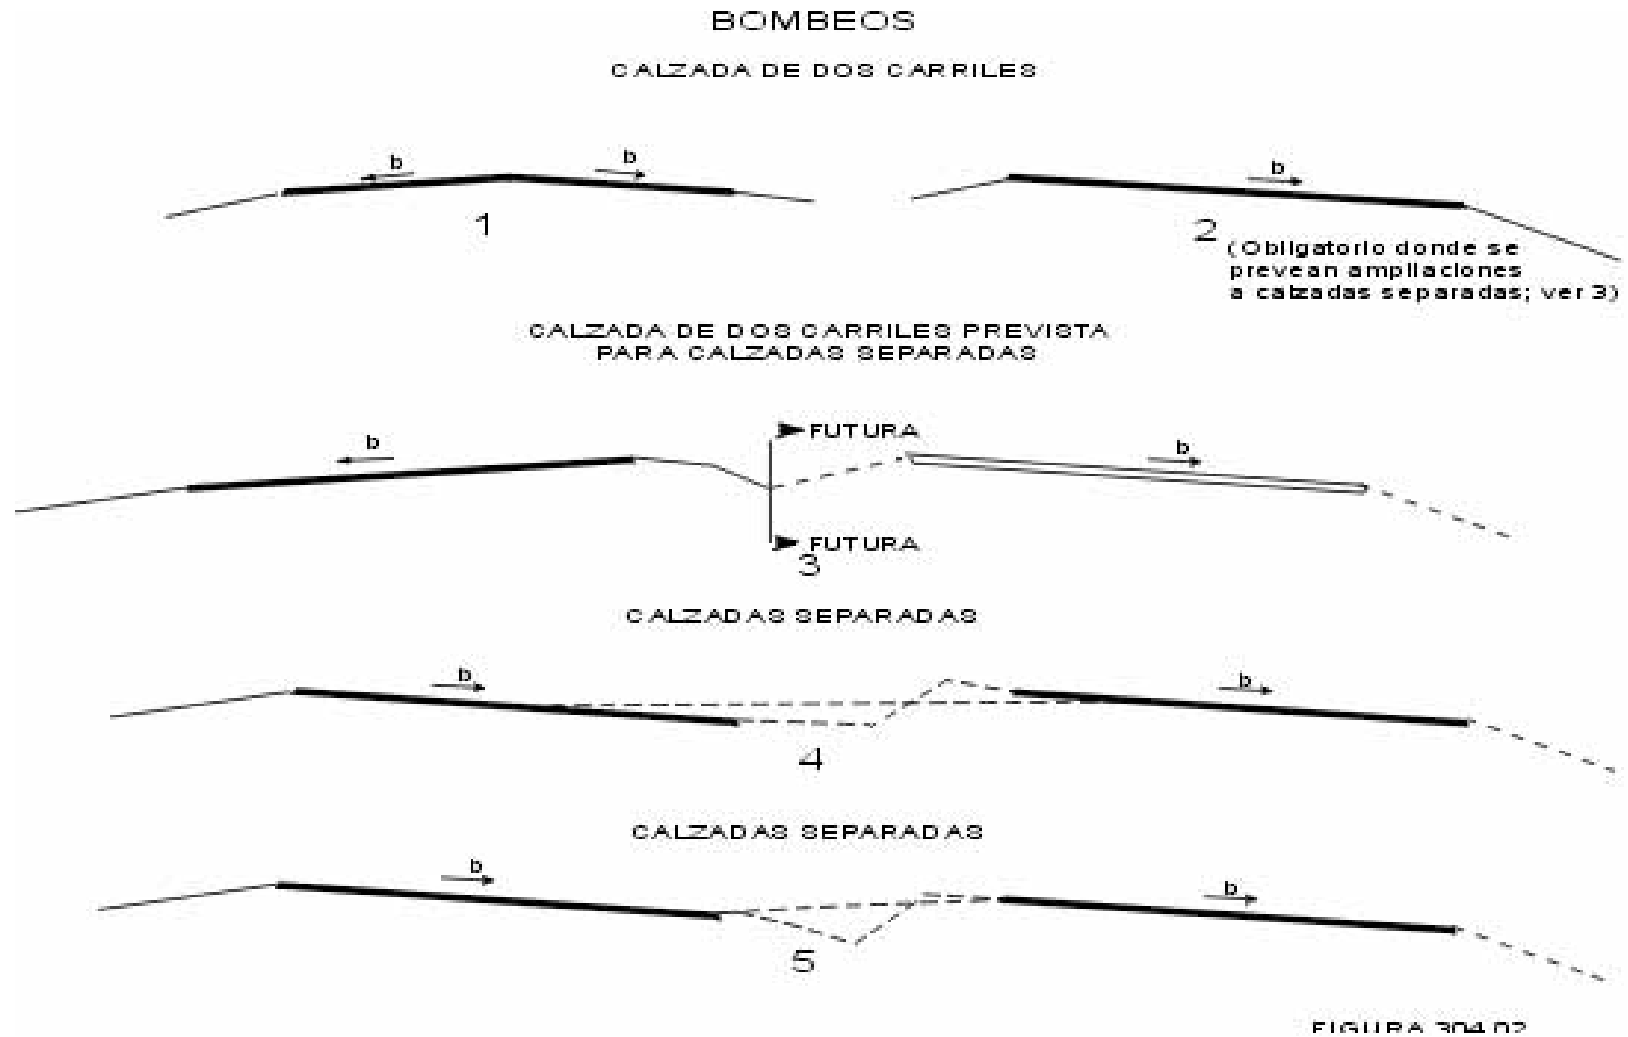 BOMBEOS
CALZADA DE DOS CARRILES
b
b
b
1
2
(Obligatorio donde se
prevean ampliaciones
a calzadas separadas; ver 3)
CALZADA DE DOS CARRILES PREVISTA
PARA CALZADAS SEPARADAS
FUTURA
b
b
FUTURA
3
CALZADAS SEPARADAS
b
b
4
CALZADAS SEPARADAS
b
b
5
FIGURA 304.02